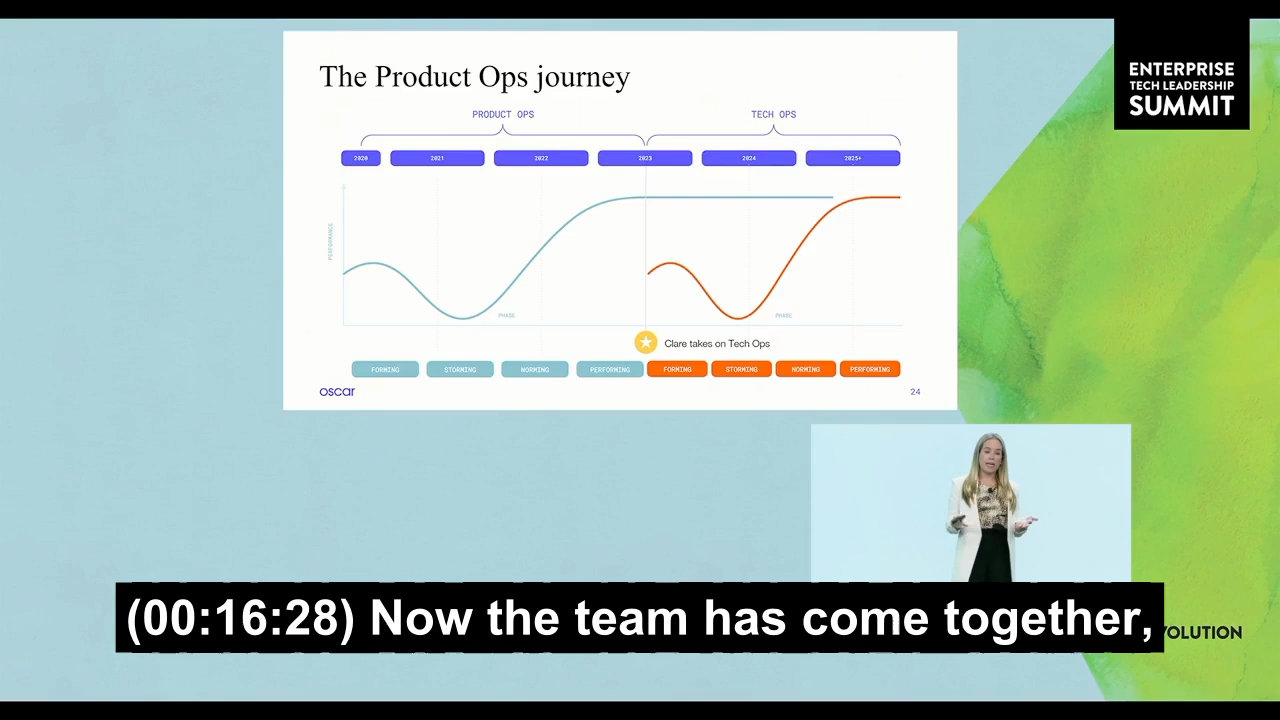 The Product Ops journey
PRODUCT OPS
TECH OPS
2020
2021
2022
2023
2024
2025+
PERFORMANCE
PHASE
PHASE
Clare takes on Tech Ops
FORMING
STORMING
NORMING
PERFORMING
FORMING
STORMING
NORMING
PERFORMING
oscar
24
ENTERPRISE
TECH LEADERSHIP
SUMMIT
(00:16:28) Now the team has come together,
VOLUTION